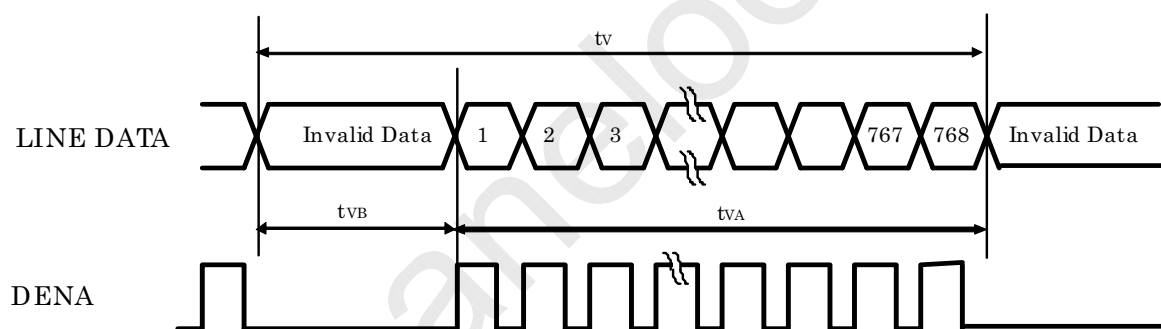 tV
LINE DATA
Invalid Data
1
2
3
767
768
Invalid Data
tVB
tVA
DENA